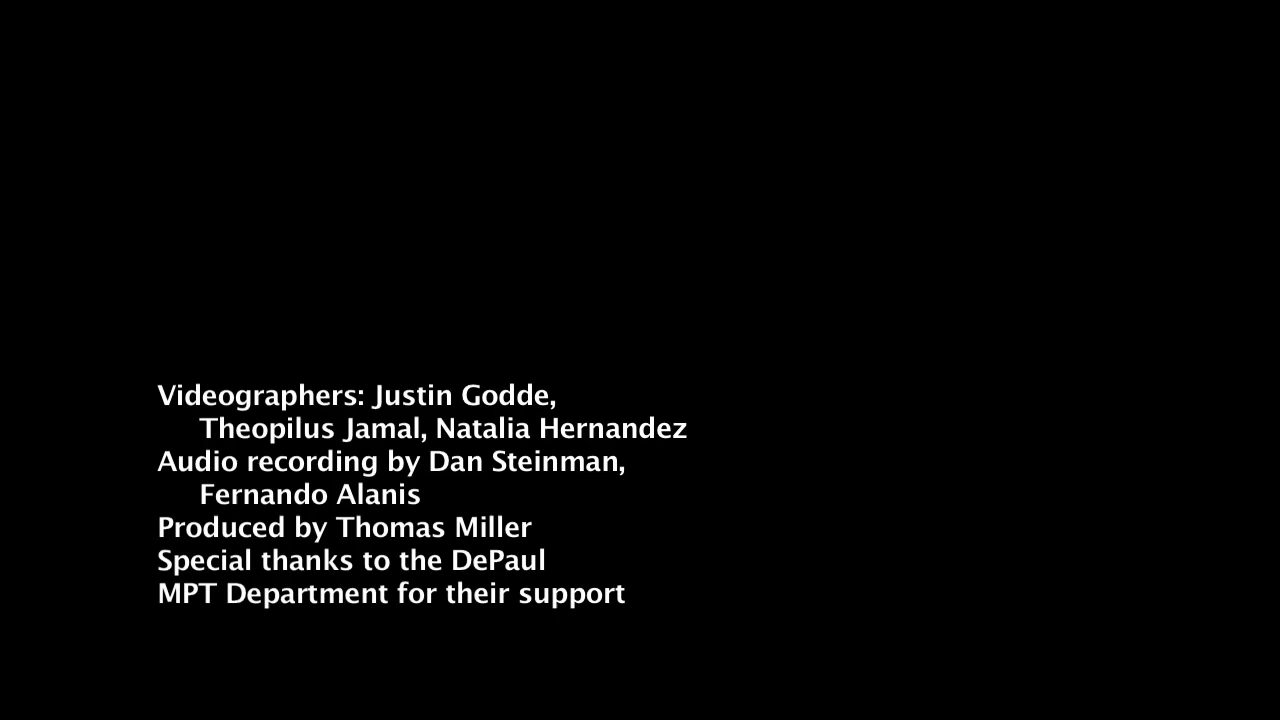 Videographers: Justin Godde,
Theopilus Jamal, Natalia Hernandez
Audio recording by Dan Steinman,
Fernando Alanis
Produced by Thomas Miller
Special thanks to the DePaul
MPT Department for their support